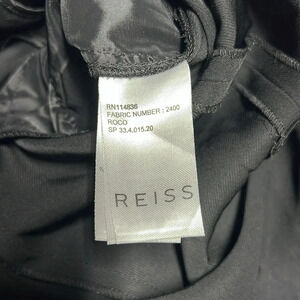 RN114836
FABRIC NUMBER : 2400
ROCO
SP 33.4.015.20
REISS